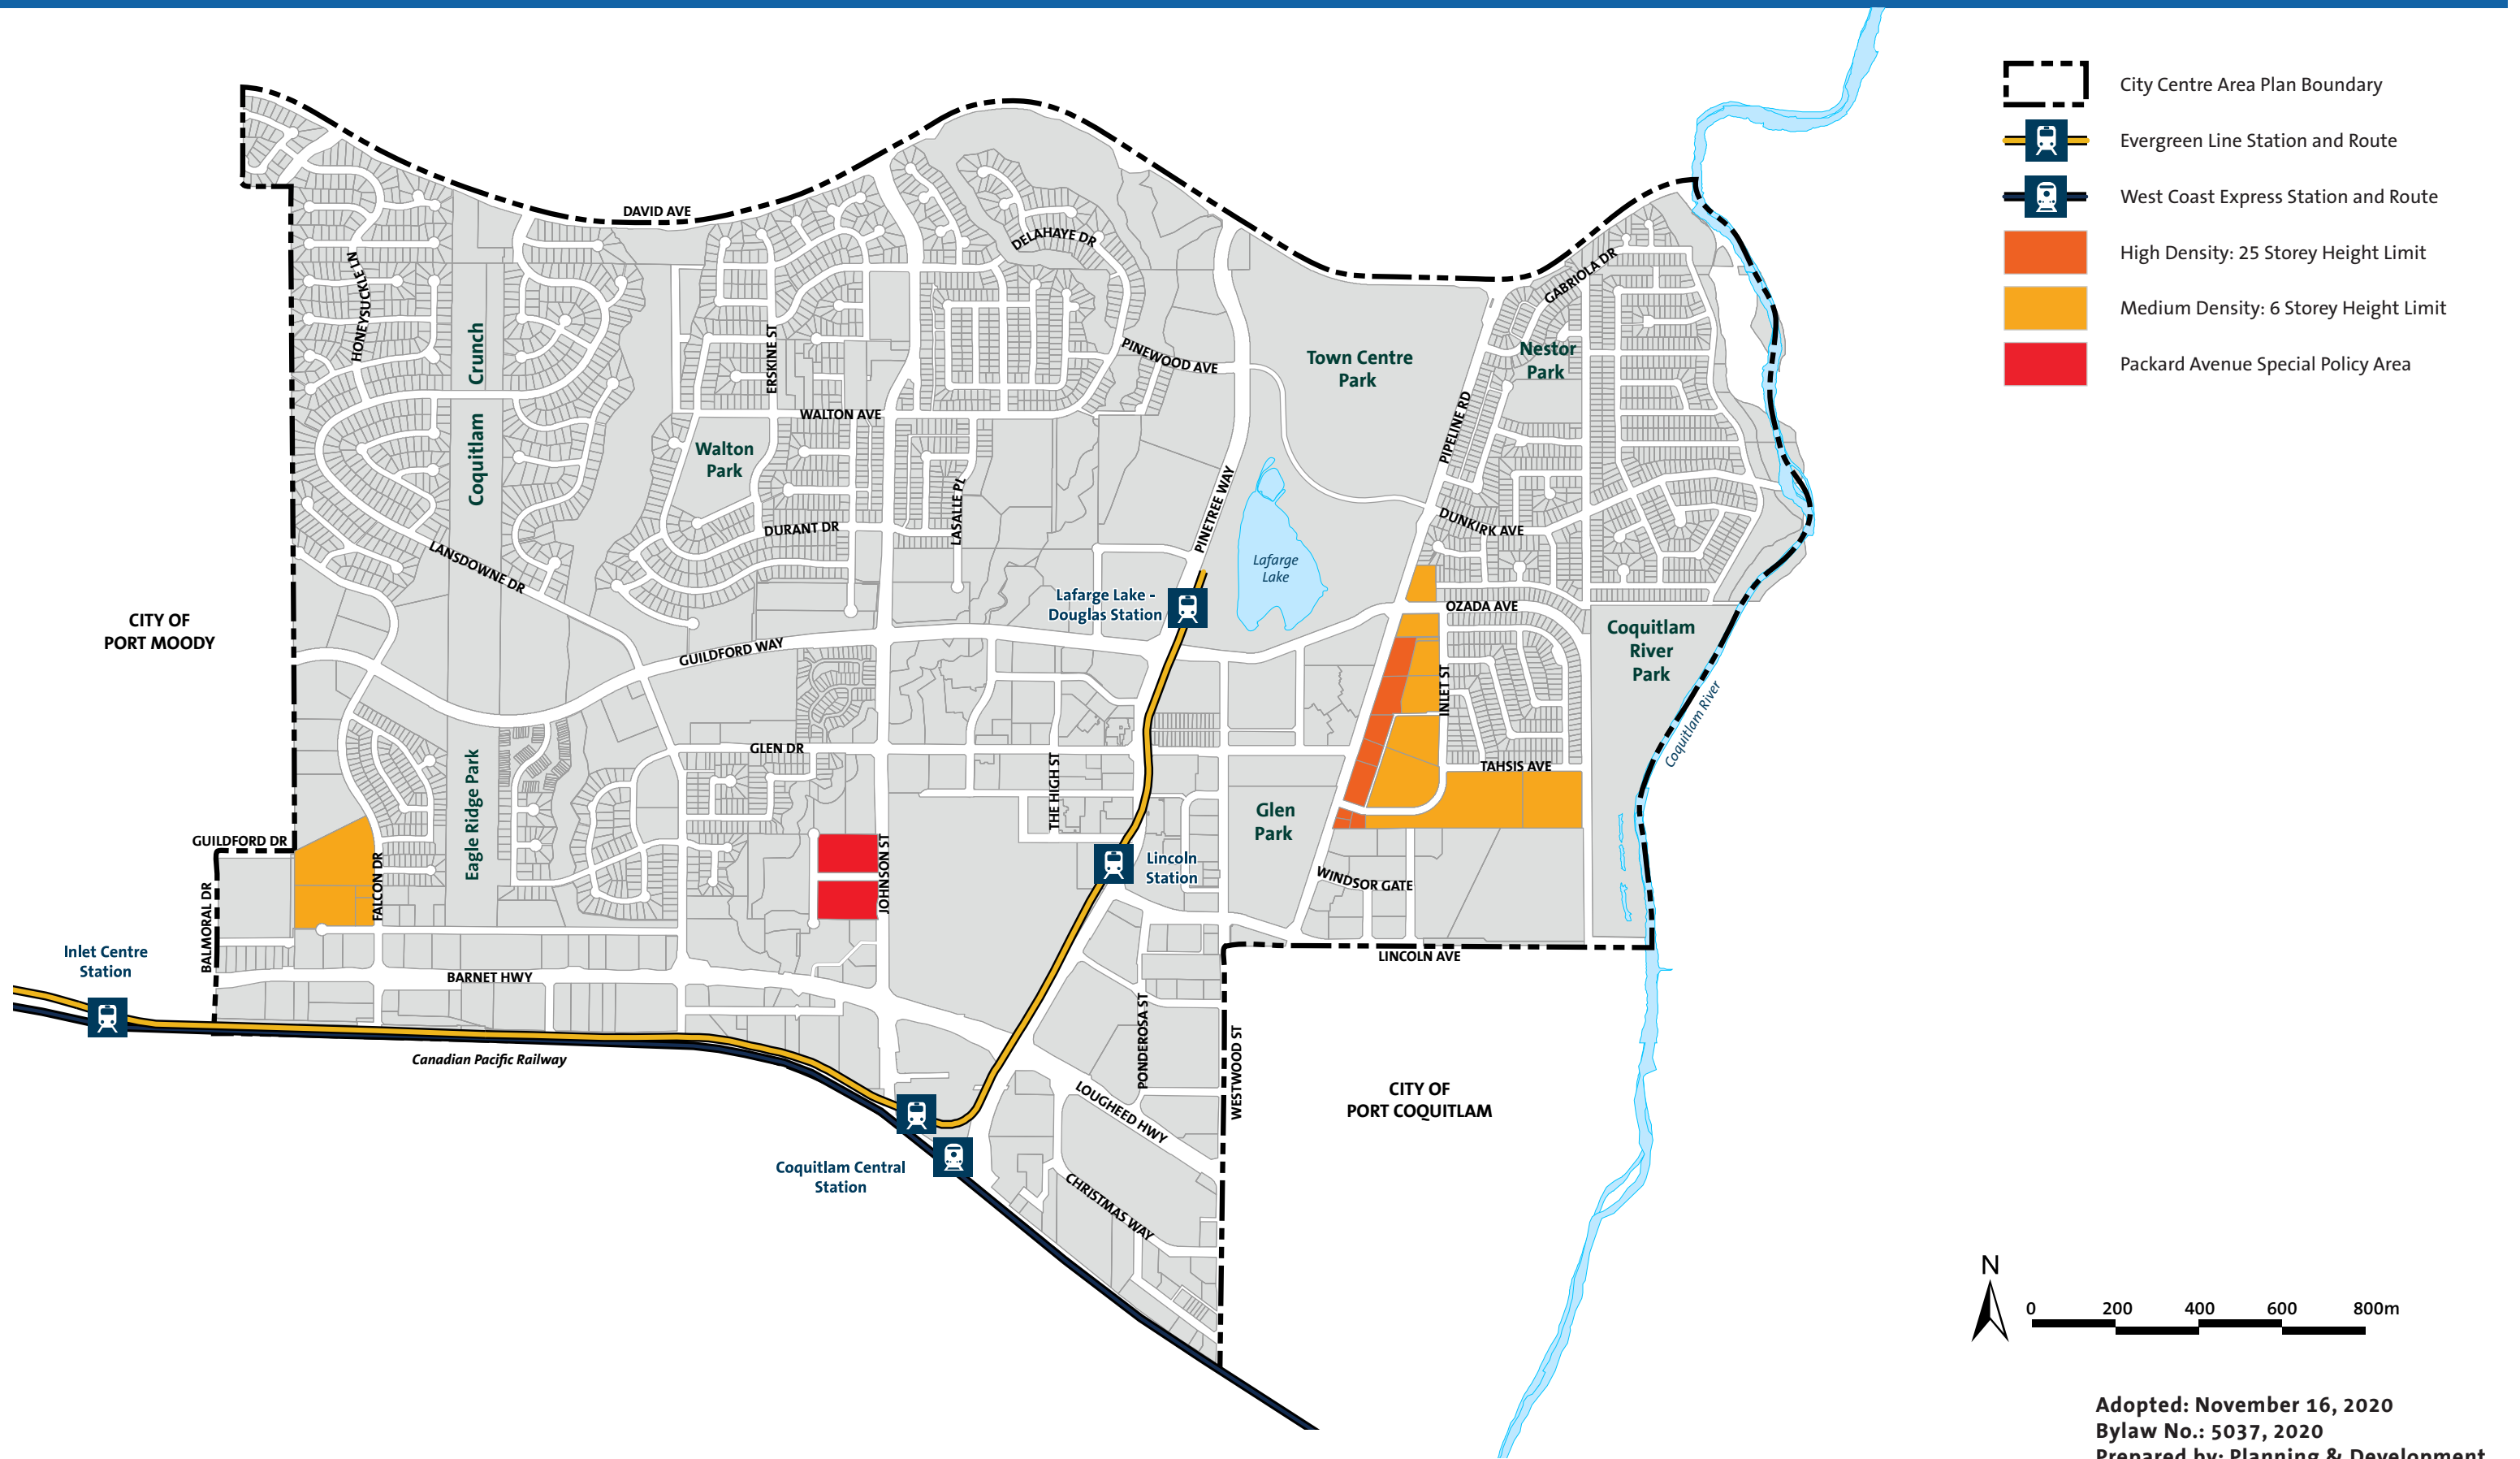 City Centre Area Plan Boundary
Evergreen Line Station and Route
West Coast Express Station and Route
High Density: 25 Storey Height Limit
Medium Density: 6 Storey Height Limit
Packard Avenue Special Policy Area
DAVID AVE
DELAHAYE DR
GABRIOLA DR
HONEYSUCKLE LN
Coquitlam Crunch
ERSKINE ST
PINEWOOD AVE
Town Centre
Park
Nestor
Park
WALTON AVE
Walton
Park
PIPELINE RD
PINETREE WAY
LASALLE PL
DURANT DR
DUNKIRK AVE
LANSDOWNE DR
Lafarge
Lake
Lafarge Lake -
Douglas Station
OZADA AVE
CITY OF
PORT MOODY
Coquitlam
River
Park
GUILDFORD WAY
INLET ST
Coquitlam River
GLEN DR
THE HIGH ST
TAHSIS AVE
Eagle Ridge Park
Glen
Park
GUILDFORD DR
FALCON DR
JOHNSON ST
Lincoln
Station
WINDSOR GATE
BALMORAL DR
Inlet Centre
Station
LINCOLN AVE
BARNET HWY
PONDEROSA ST
WESTWOOD ST
Canadian Pacific Railway
LOUGHEED HWY
CITY OF
PORT COQUITLAM
Coquitlam Central
Station
CHRISTMAS WAY
N
0 200 400 600 800m
Adopted: November 16, 2020
Bylaw No.: 5037, 2020
Prepared by: Planning & Development